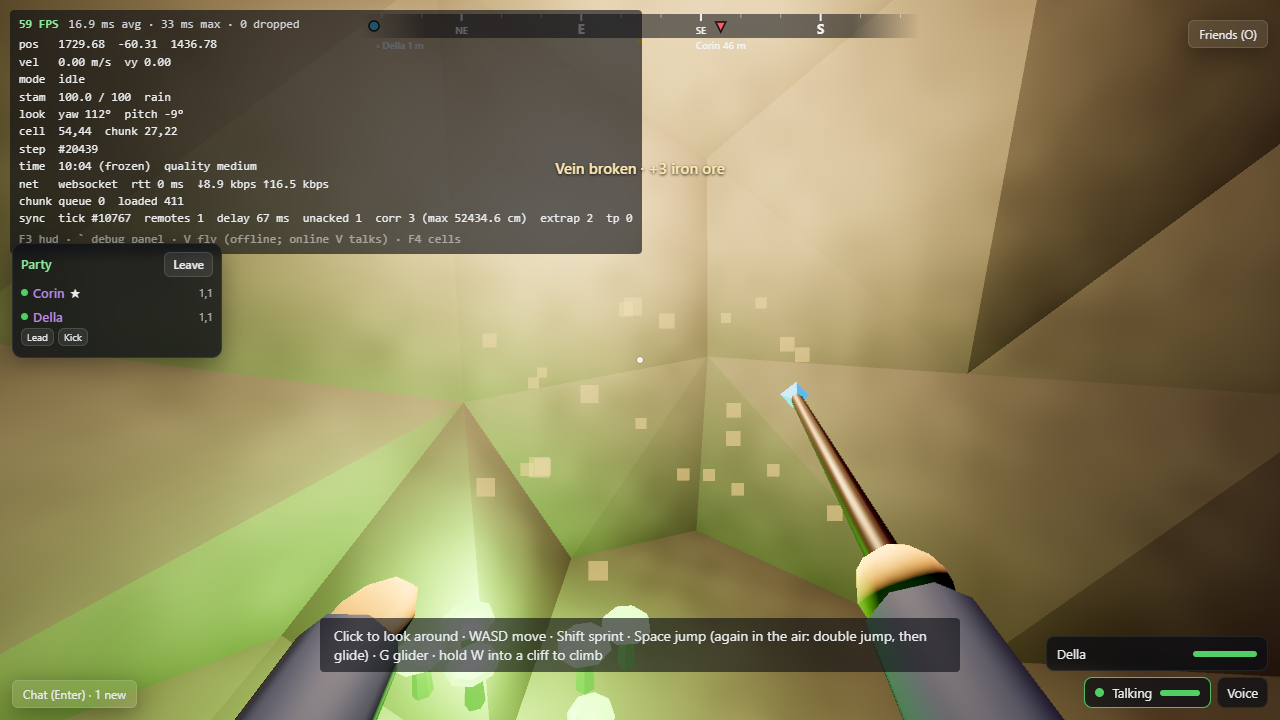 59 FPS 16.9 ms avg · 33 ms max · 0 dropped
pos 1729.68 -60.31 1436.78
vel 0.00 m/s vy 0.00
mode idle
stam 100.0 / 100 rain
look yaw 112° pitch -9°
cell 54,44 chunk 27,22
step #20439
time 10:04 (frozen) quality medium
net websocket rtt 0 ms ↓8.9 kbps ↑16.5 kbps
chunk queue 0 loaded 411
sync tick #10767 remotes 1 delay 67 ms unacked 1 corr 3 (max 52434.6 cm) extrap 2 tp 0
F3 hud · ` debug panel · V fly (offline; online V talks) · F4 cells
NE E SE S
· Della 1 m Corin 46 m
Friends (O)
Vein broken · +3 iron ore
Party Leave
Corin ★ 1,1
Della 1,1
Lead Kick
Click to look around · WASD move · Shift sprint · Space jump (again in the air: double jump, then
glide) · G glider · hold W into a cliff to climb
Della
Chat (Enter) · 1 new
Talking Voice